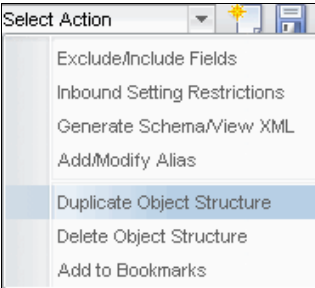 Select Action
Exclude/Include Fields
Inbound Setting Restrictions
Generate Schema/View XML
Add/Modify Alias
Duplicate Object Structure
Delete Object Structure
Add to Bookmarks